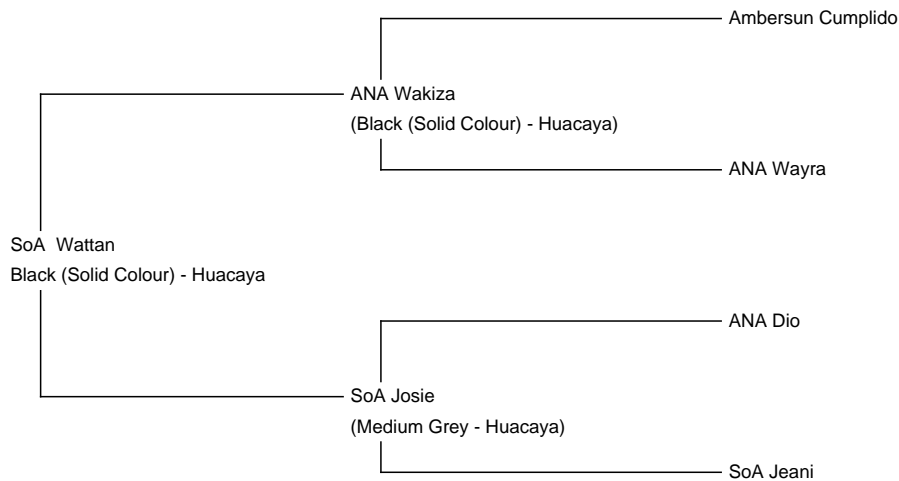 Ambersun Cumplido
ANA Wakiza
(Black (Solid Colour) - Huacaya)
ANA Wayra
SoA  Wattan
Black (Solid Colour) - Huacaya
ANA Dio
SoA Josie
(Medium Grey - Huacaya)
SoA Jeani